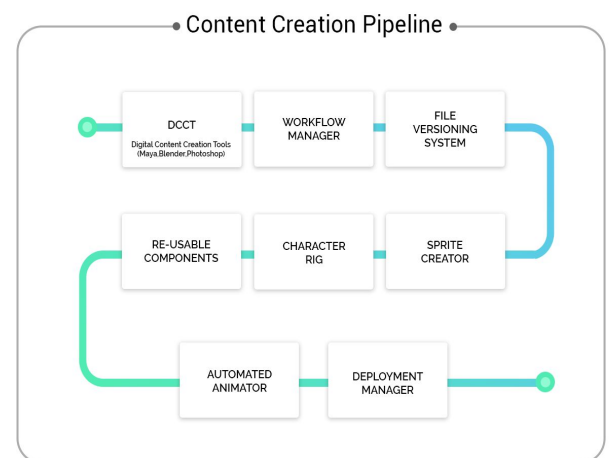 Content Creation Pipeline
DCCT
Digital Content Creation Tools
(Maya,Blender,Photoshop)
WORKFLOW
MANAGER
FILE
VERSIONING
SYSTEM
RE-USABLE
COMPONENTS
CHARACTER
RIG
SPRITE
CREATOR
AUTOMATED
ANIMATOR
DEPLOYMENT
MANAGER